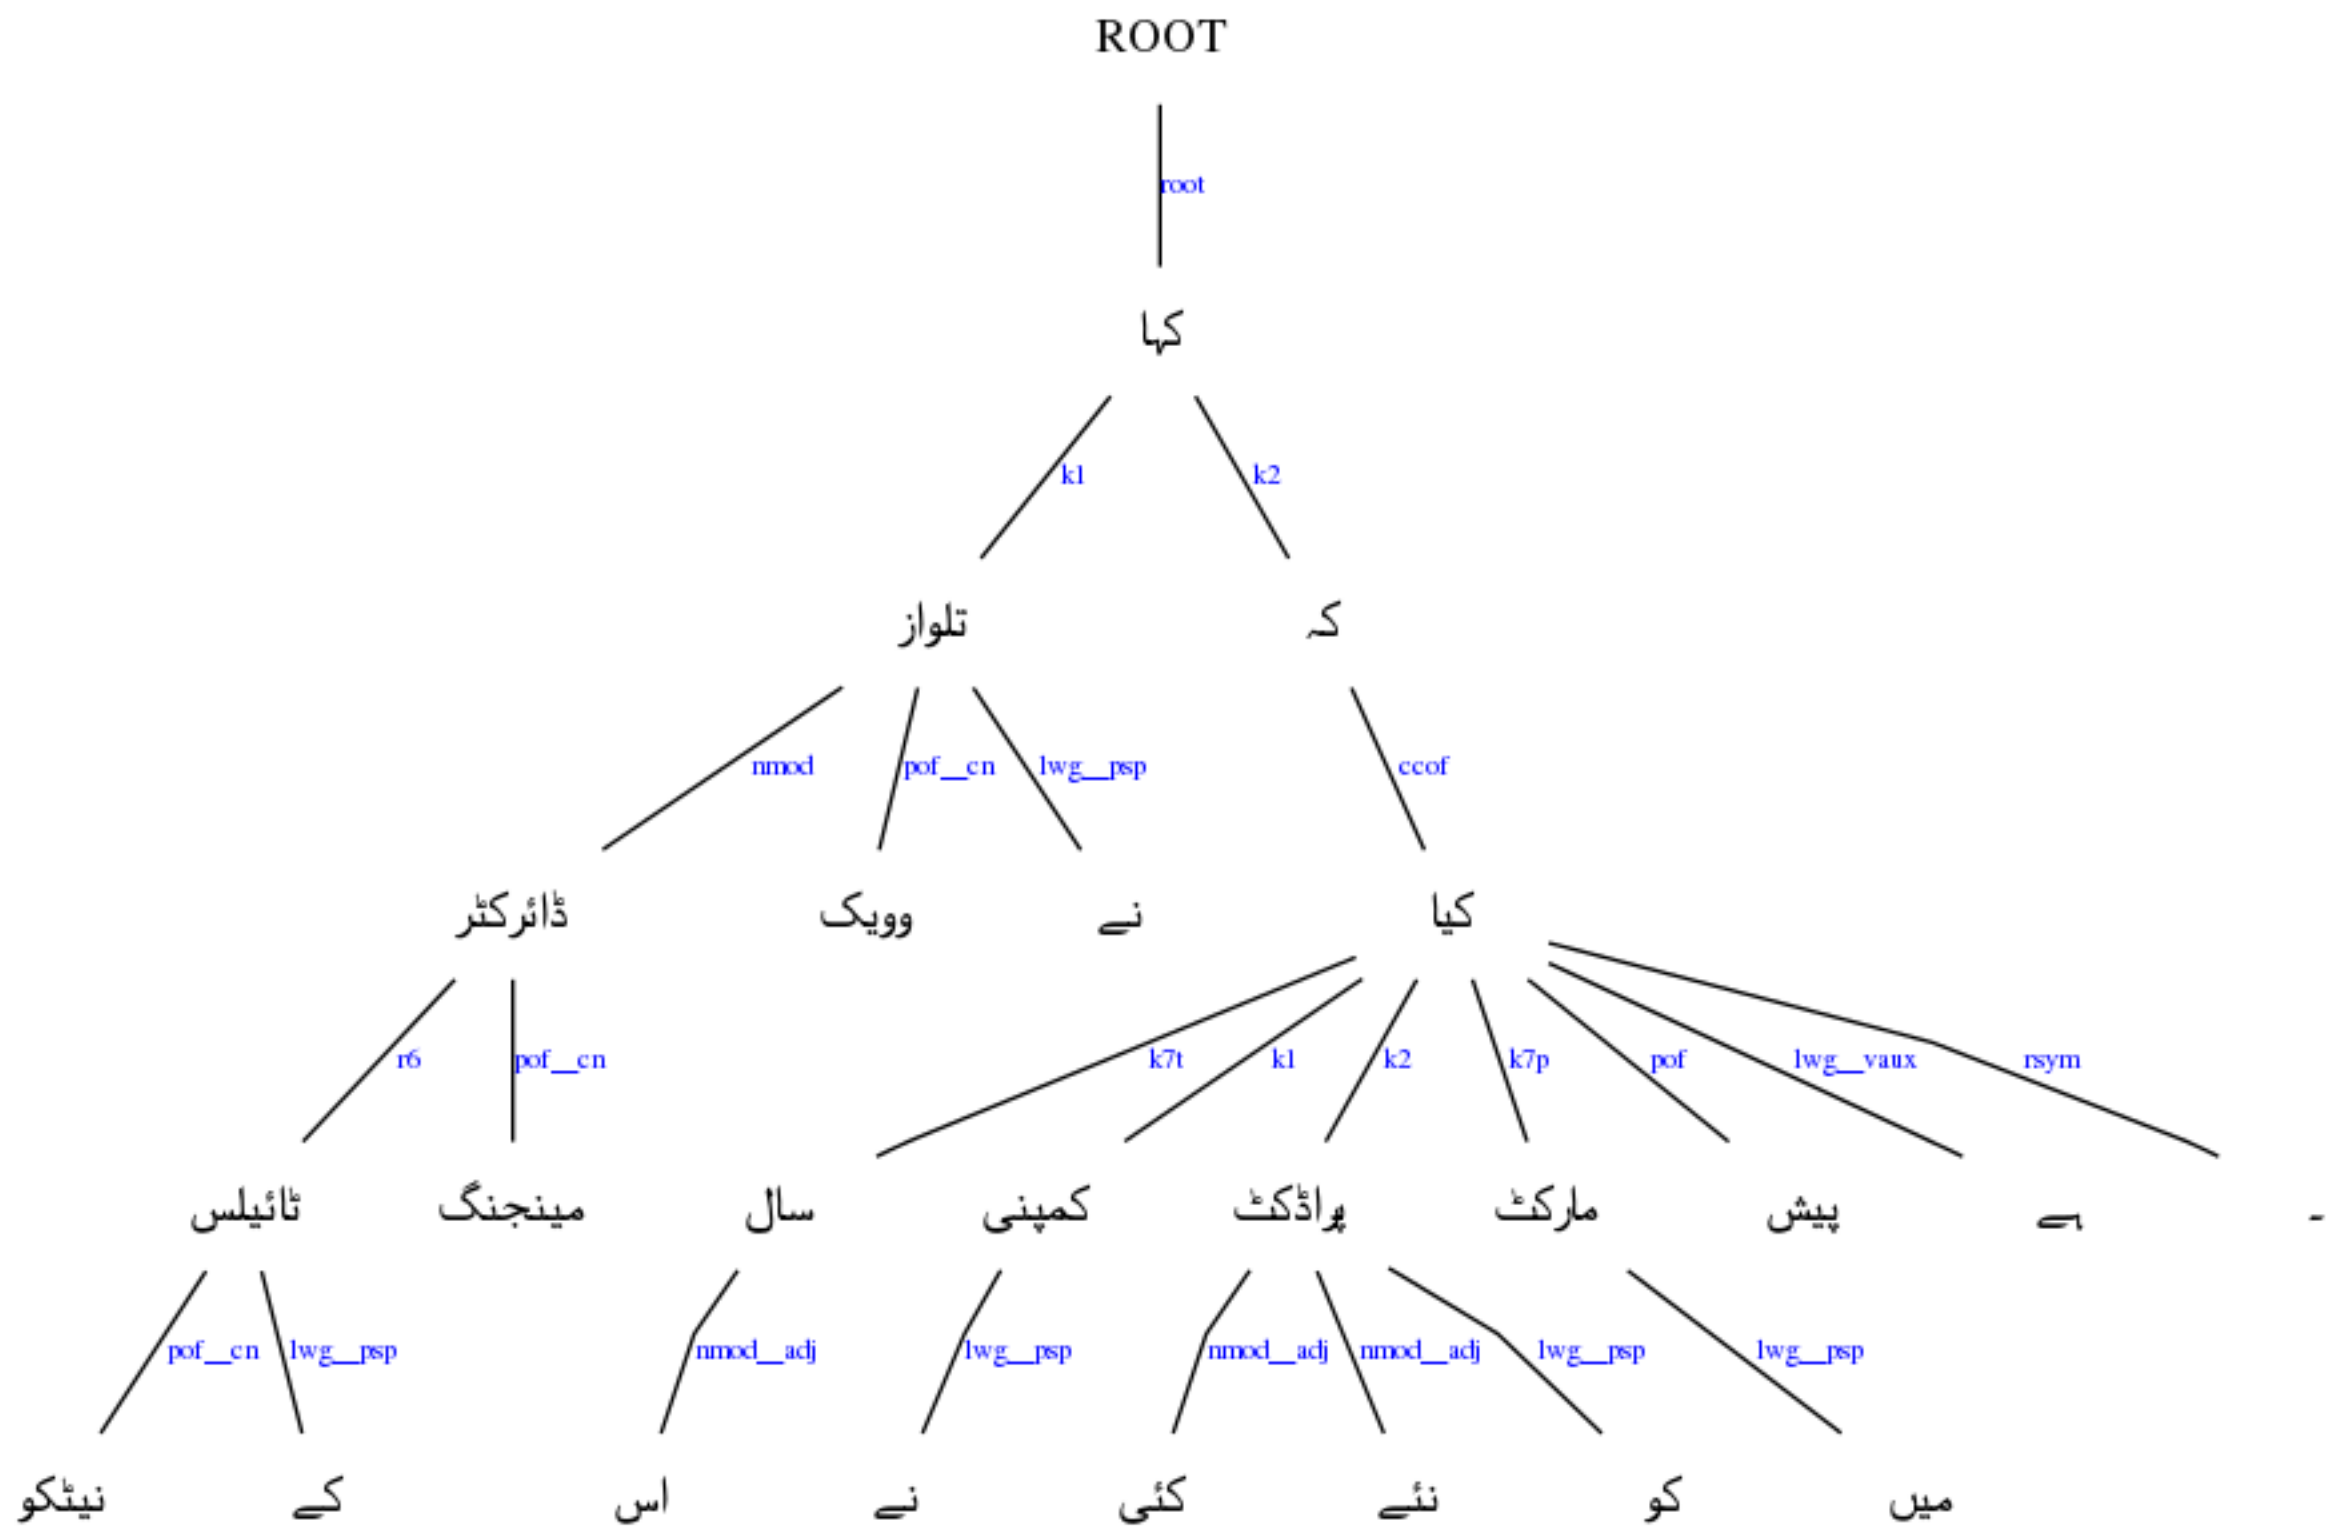 ROOT
root
کہا
k1 k2
تلواز کہ
nmod pof__cn lwg__psp ccof
ڈائرکٹر وویک نے کیا
r6 pof__cn k7t k1 k2 k7p pof lwg__vaux rsym
ٹائیلس مینجنگ سال کمپنی پراڈکٹ مارکٹ پیش ہے ۔
pof__cn lwg__psp nmod__adj lwg__psp nmod__adj nmod__adj lwg__psp lwg__psp
نیٹکو کے اس نے کئی نئے کو میں